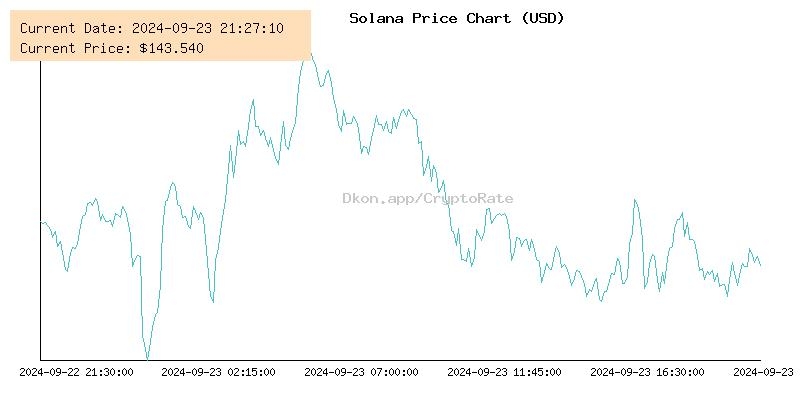 Solana Price Chart (USD)
Current Date: 2024-09-23 21:27:10
Current Price: $143.540
Dkon.app/CryptoRate
2024-09-22 21:30:00
2024-09-23 02:15:00
2024-09-23 07:00:00
2024-09-23 11:45:00
2024-09-23 16:30:00
2024-09-23